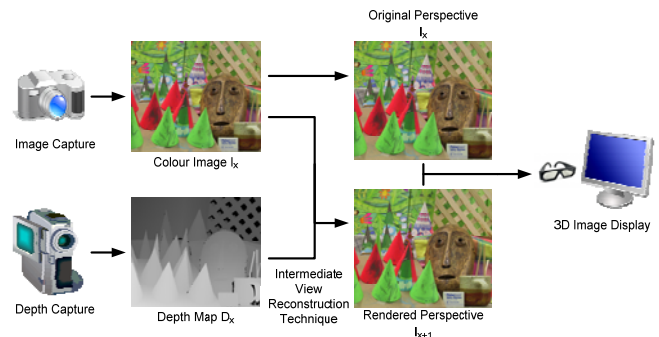 Original Perspective
Iₓ
Image Capture
Colour Image Iₓ
3D Image Display
Intermediate
View
Reconstruction
Technique
Depth Capture
Depth Map Dₓ
Rendered Perspective
Iₓ₊₁